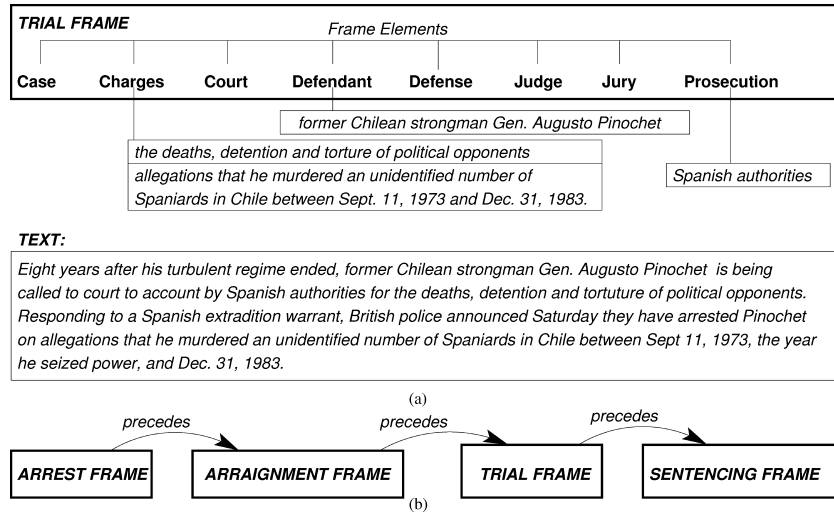 TRIAL FRAME
Frame Elements
Case Charges Court Defendant Defense Judge Jury Prosecution
former Chilean strongman Gen. Augusto Pinochet
the deaths, detention and torture of political opponents
allegations that he murdered an unidentified number of
Spaniards in Chile between Sept. 11, 1973 and Dec. 31, 1983.
Spanish authorities
TEXT:
Eight years after his turbulent regime ended, former Chilean strongman Gen. Augusto Pinochet is being
called to court to account by Spanish authorities for the deaths, detention and tortuture of political opponents.
Responding to a Spanish extradition warrant, British police announced Saturday they have arrested Pinochet
on allegations that he murdered an unidentified number of Spaniards in Chile between Sept 11, 1973, the year
he seized power, and Dec. 31, 1983.
(a)
precedes precedes precedes
ARREST FRAME ARRAIGNMENT FRAME TRIAL FRAME SENTENCING FRAME
(b)